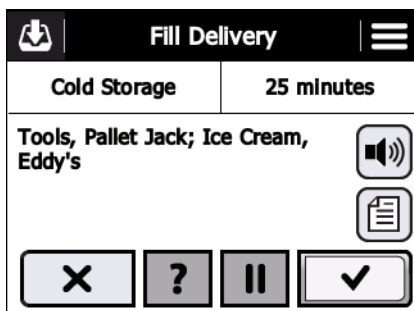 Fill Delivery
Cold Storage
25 minutes
Tools, Pallet Jack; Ice Cream,
Eddy's
?